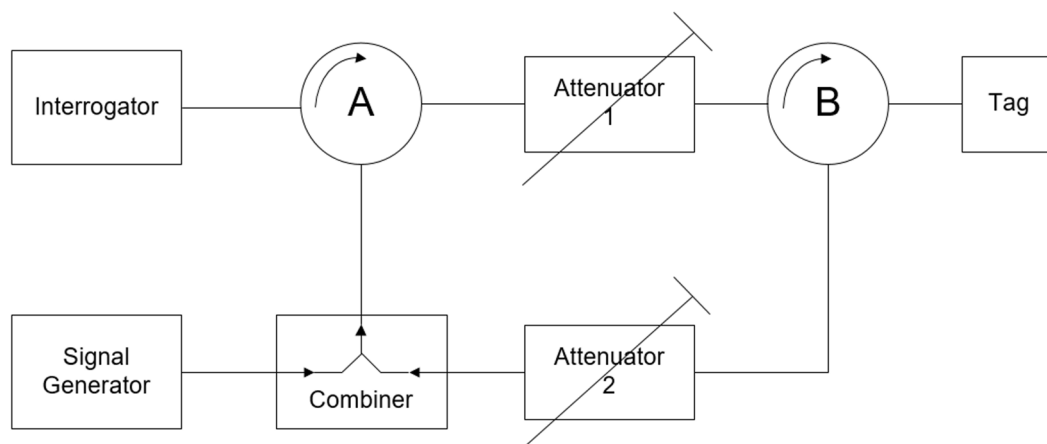 Interrogator
A
Attenuator
1
B
Tag
Signal
Generator
Combiner
Attenuator
2